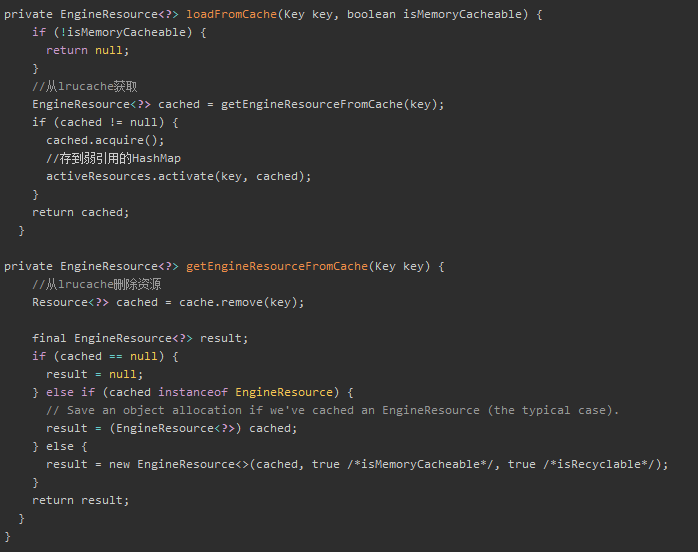 private EngineResource<?> loadFromCache(Key key, boolean isMemoryCacheable) {
    if (!isMemoryCacheable) {
      return null;
    }
    //从lrucache获取
    EngineResource<?> cached = getEngineResourceFromCache(key);
    if (cached != null) {
      cached.acquire();
      //存到弱引用的HashMap
      activeResources.activate(key, cached);
    }
    return cached;
  }

private EngineResource<?> getEngineResourceFromCache(Key key) {
    //从lrucache删除资源
    Resource<?> cached = cache.remove(key);

    final EngineResource<?> result;
    if (cached == null) {
      result = null;
    } else if (cached instanceof EngineResource) {
      // Save an object allocation if we've cached an EngineResource (the typical case).
      result = (EngineResource<?>) cached;
    } else {
      result = new EngineResource<>(cached, true /*isMemoryCacheable*/, true /*isRecyclable*/);
    }
    return result;
  }
}